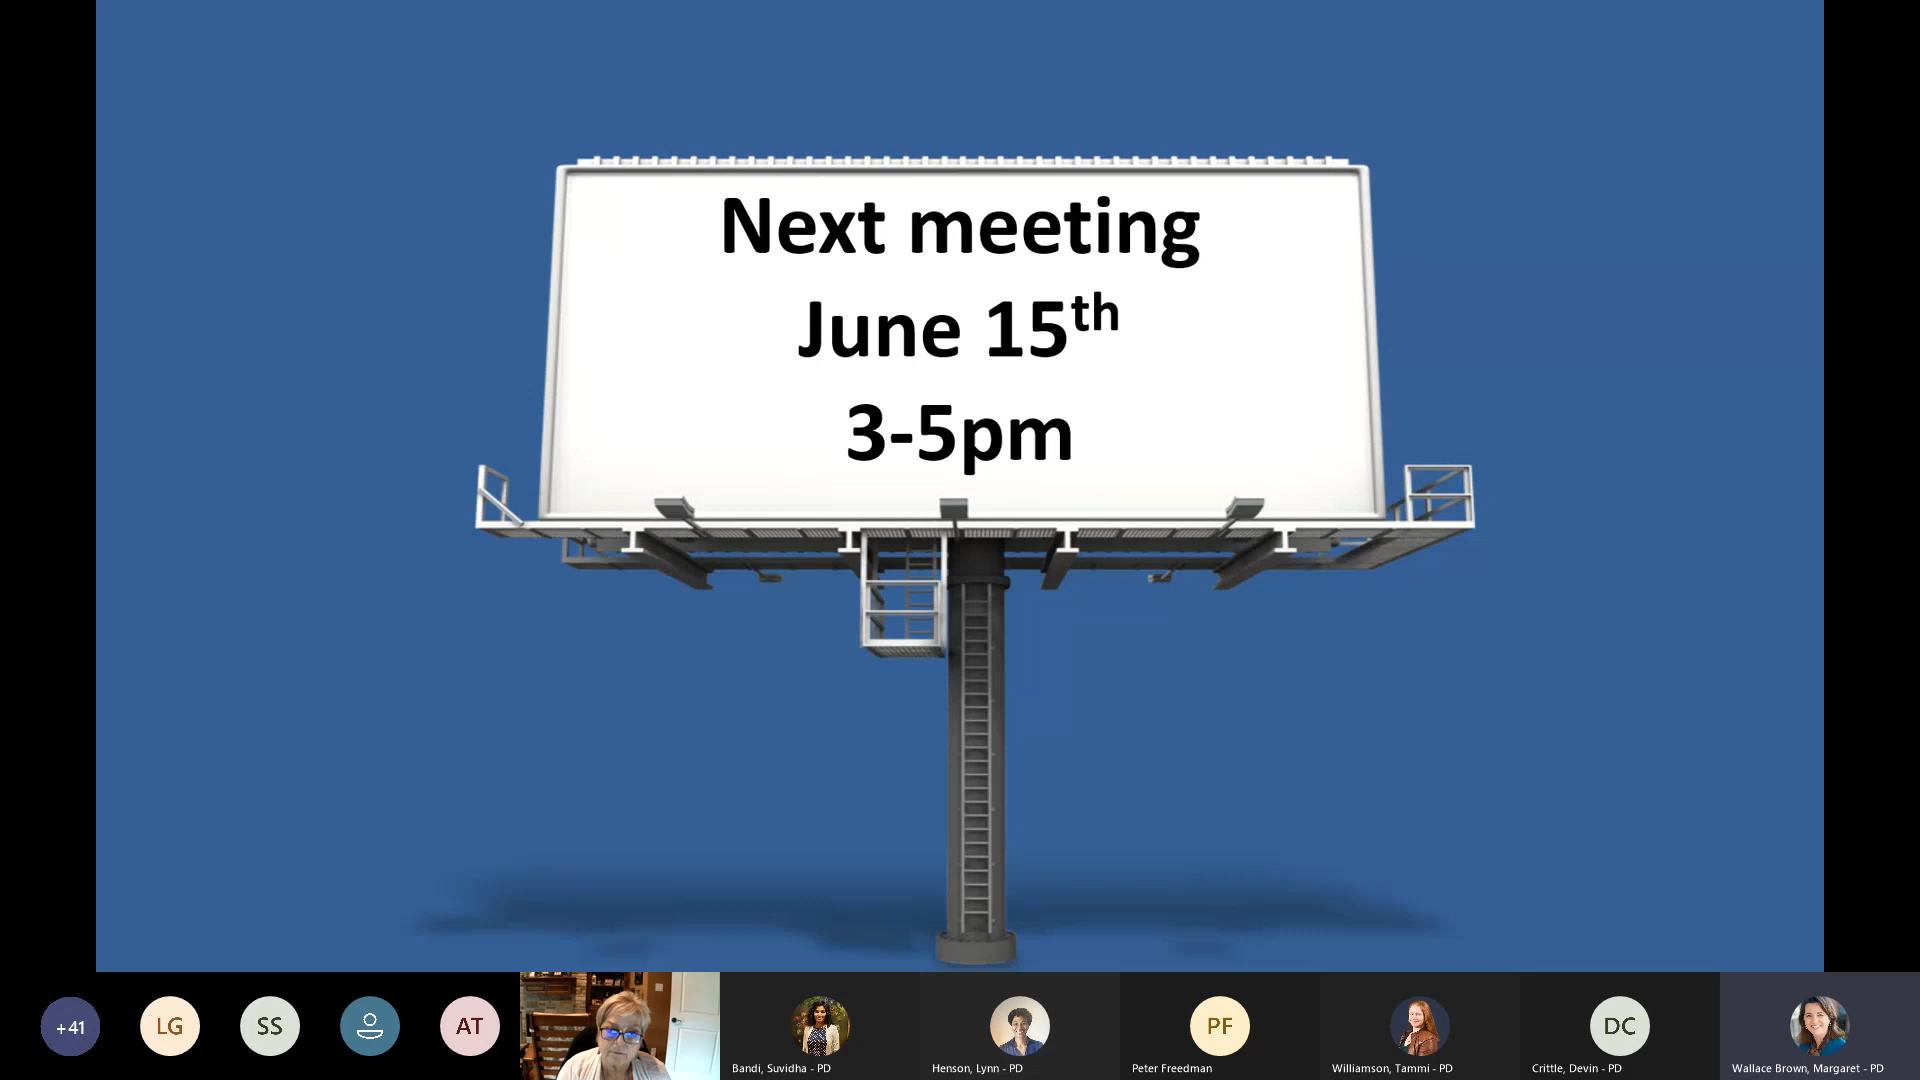 Next meeting
June 15th
3-5pm
+41
LG
SS
AT
Bandi, Suvidha - PD
Henson, Lynn - PD
PF
Peter Freedman
Williamson, Tammi - PD
DC
Crittle, Devin - PD
Wallace Brown, Margaret - PD